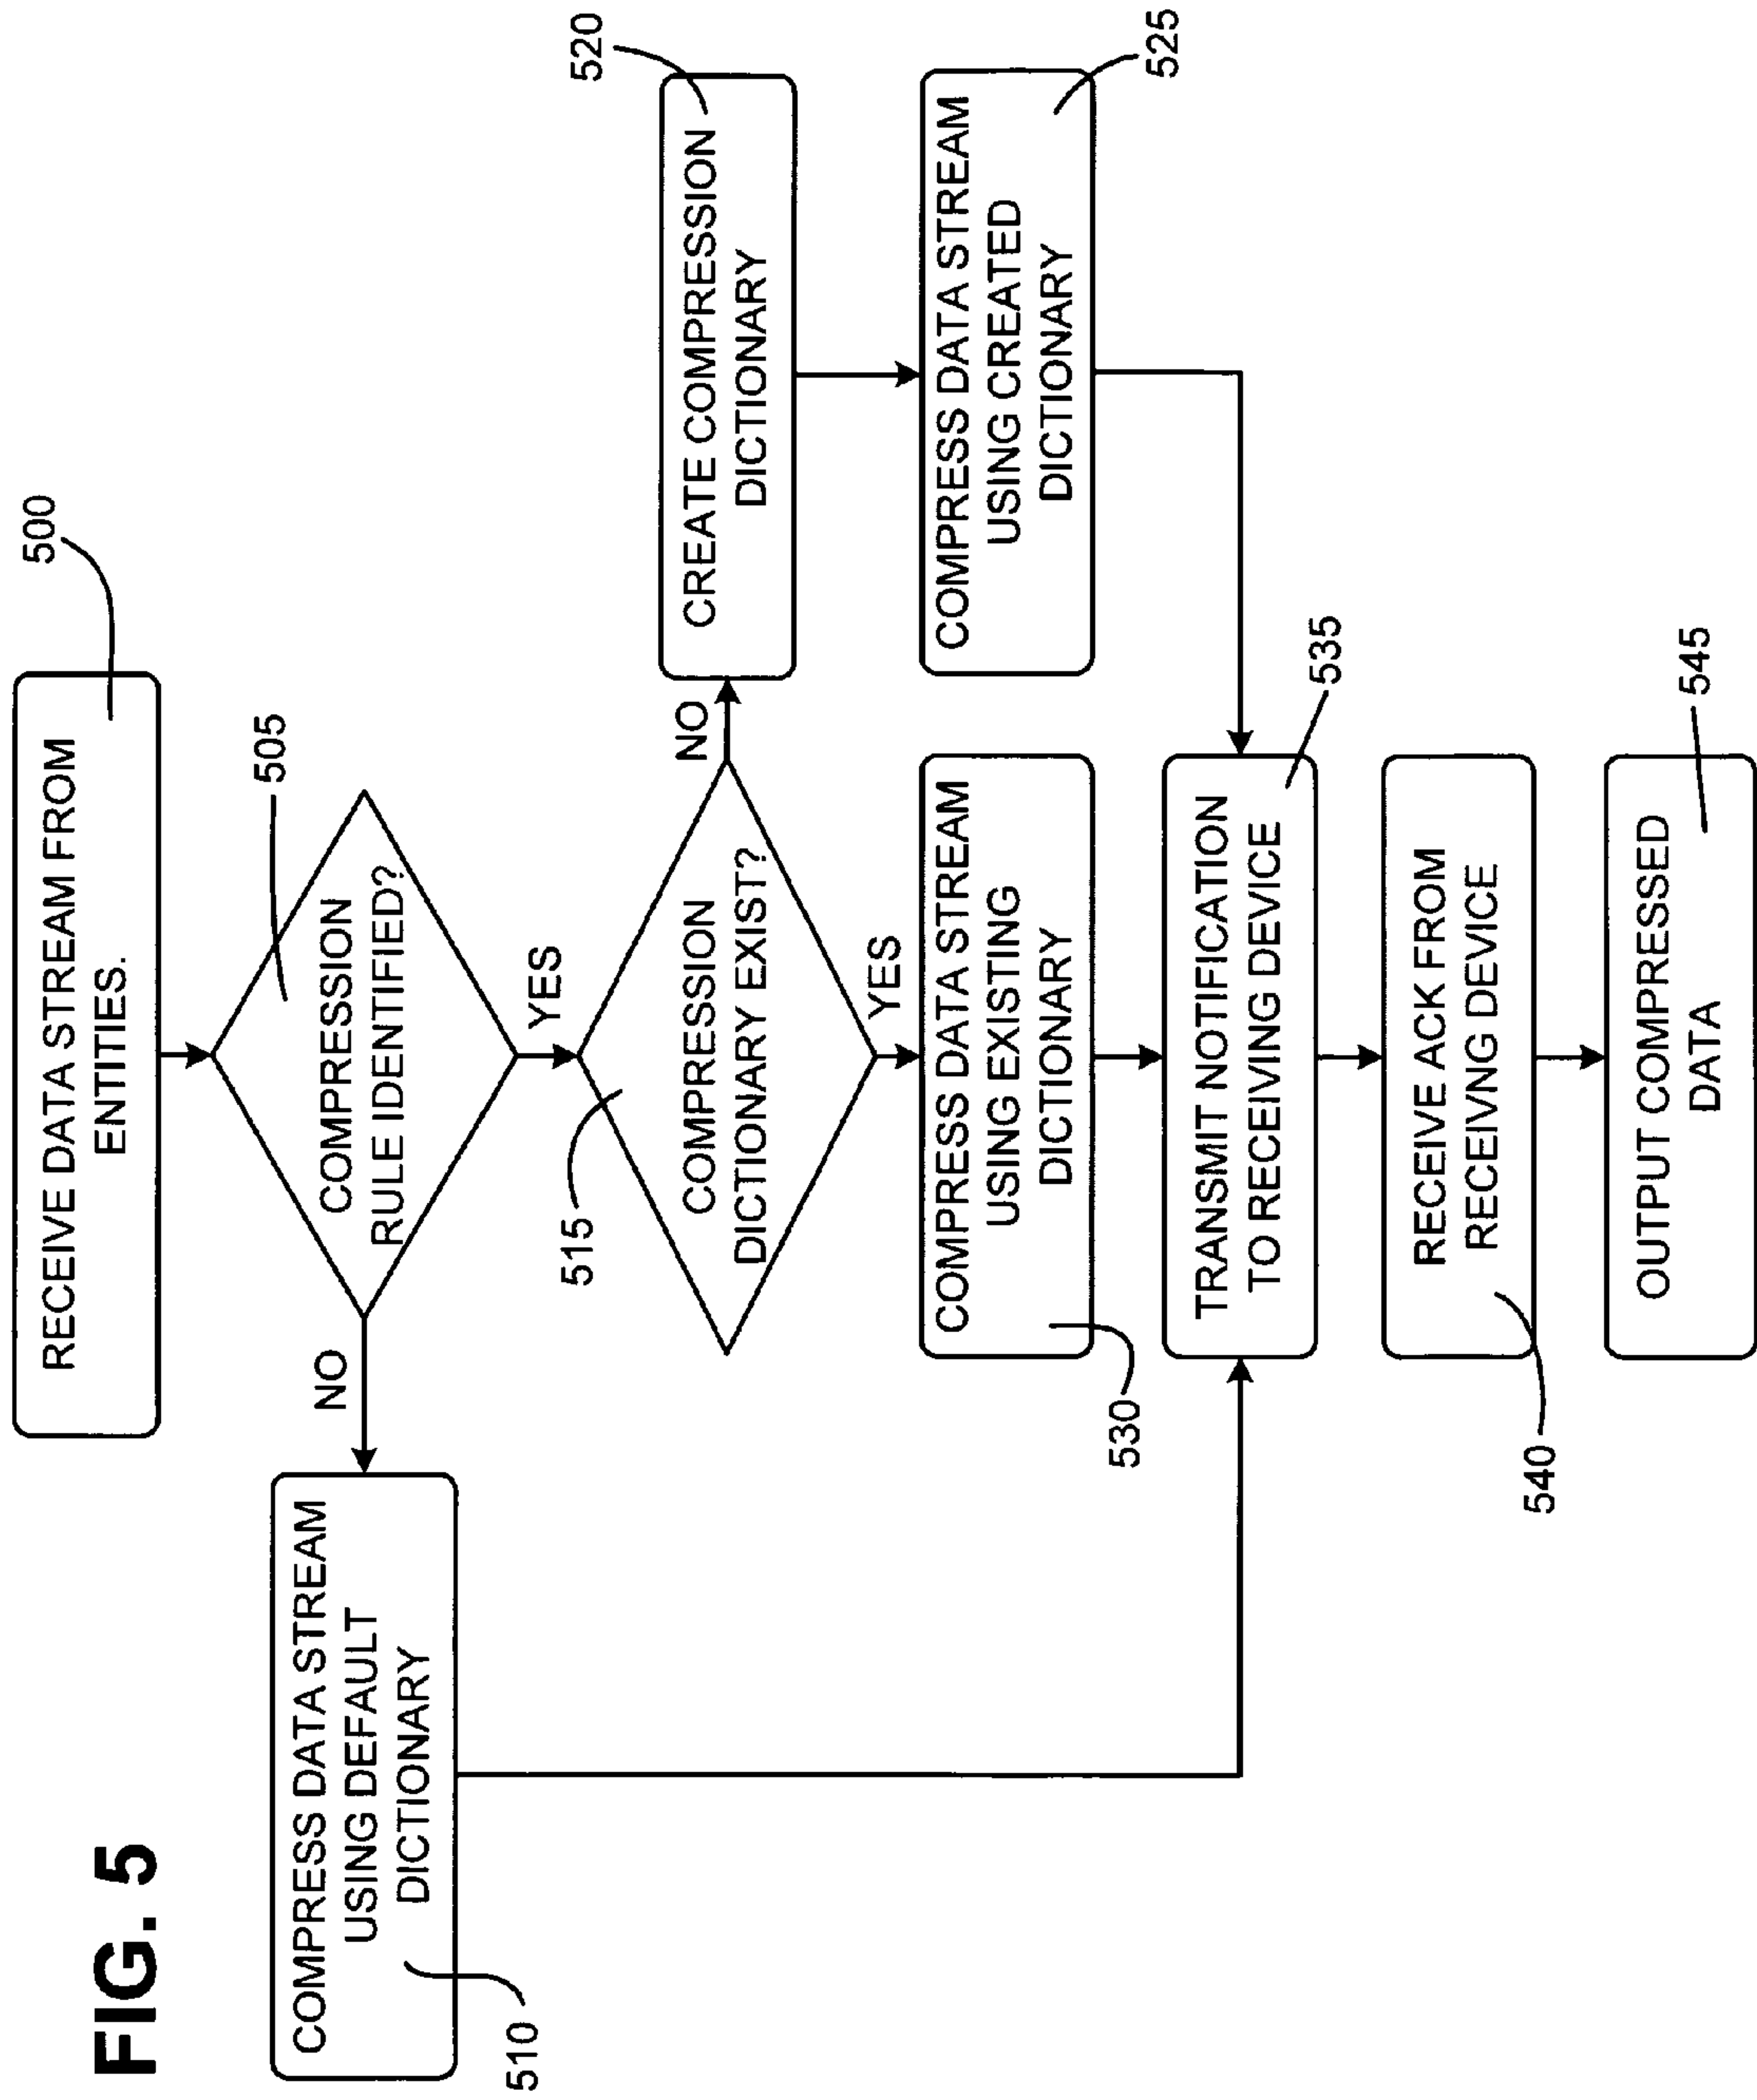 FIG. 5
RECEIVE DATA STREAM FROM
ENTITIES.
500
COMPRESSION
RULE IDENTIFIED?
505
NO
COMPRESS DATA STREAM
USING DEFAULT
DICTIONARY
510
YES
COMPRESSION
DICTIONARY EXIST?
515
NO
CREATE COMPRESSION
DICTIONARY
520
COMPRESS DATA STREAM
USING CREATED
DICTIONARY
525
YES
COMPRESS DATA STREAM
USING EXISTING
DICTIONARY
530
TRANSMIT NOTIFICATION
TO RECEIVING DEVICE
535
RECEIVE ACK FROM
RECEIVING DEVICE
540
OUTPUT COMPRESSED
DATA
545